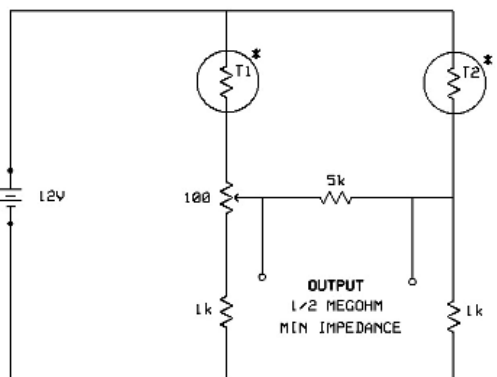 *
T1
*
T2
12V
100
5k
OUTPUT
1/2 MEGOHM
MIN IMPEDANCE
1k
1k